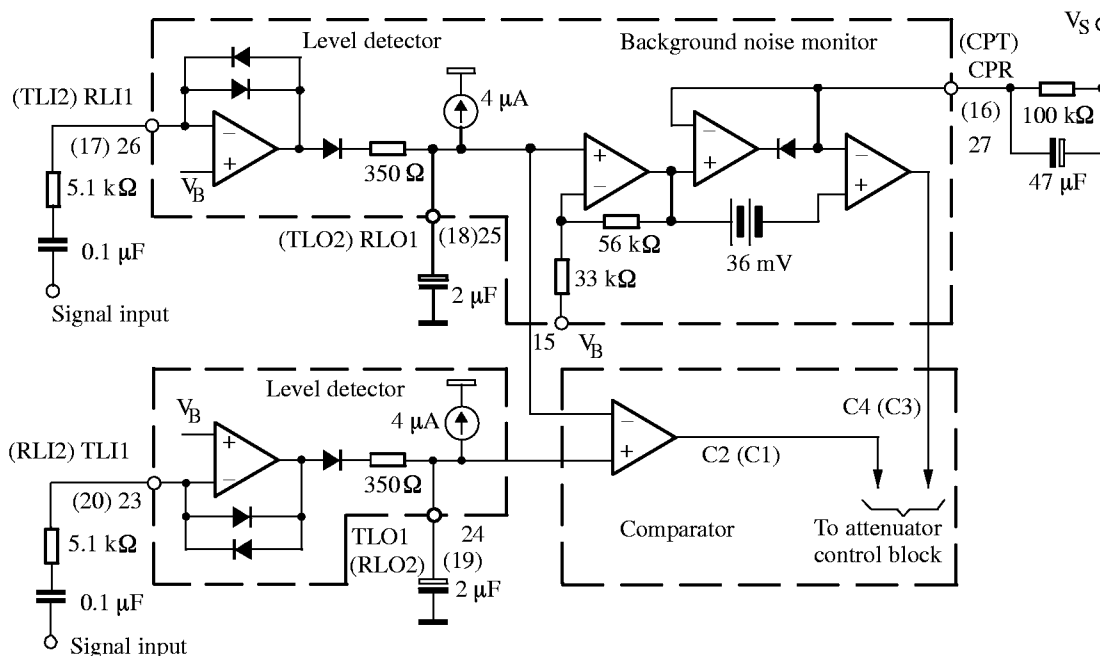 Level detector
Background noise monitor
V_S
(CPT)
CPR
(16)
27
100 kΩ
47 μF
(TLI2) RLI1
(17) 26
5.1 kΩ
0.1 μF
Signal input
−
+
V_B
350 Ω
4 μA
(TLO2) RLO1
(18)25
2 μF
+
−
56 kΩ
33 kΩ
15
V_B
−
+
36 mV
−
+
Level detector
V_B
+
−
4 μA
350 Ω
(RLI2) TLI1
(20) 23
5.1 kΩ
0.1 μF
Signal input
TLO1
(RLO2)
24
(19)
2 μF
−
+
C2 (C1)
C4 (C3)
Comparator
To attenuator
control block